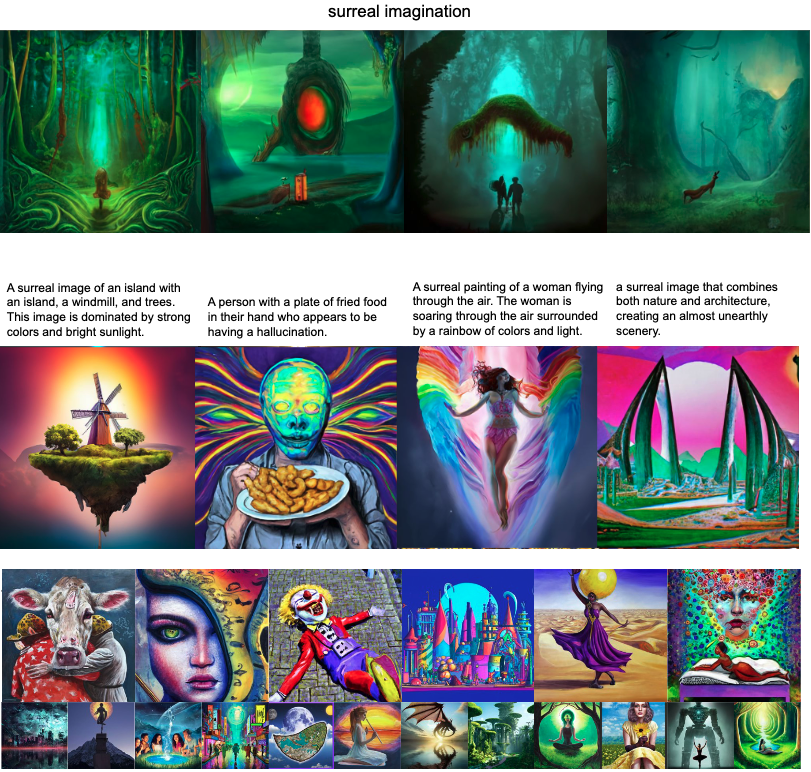 surreal imagination
A surreal image of an island with
an island, a windmill, and trees.
This image is dominated by strong
colors and bright sunlight.
A person with a plate of fried food
in their hand who appears to be
having a hallucination.
A surreal painting of a woman flying
through the air. The woman is
soaring through the air surrounded
by a rainbow of colors and light.
a surreal image that combines
both nature and architecture,
creating an almost unearthly
scenery.